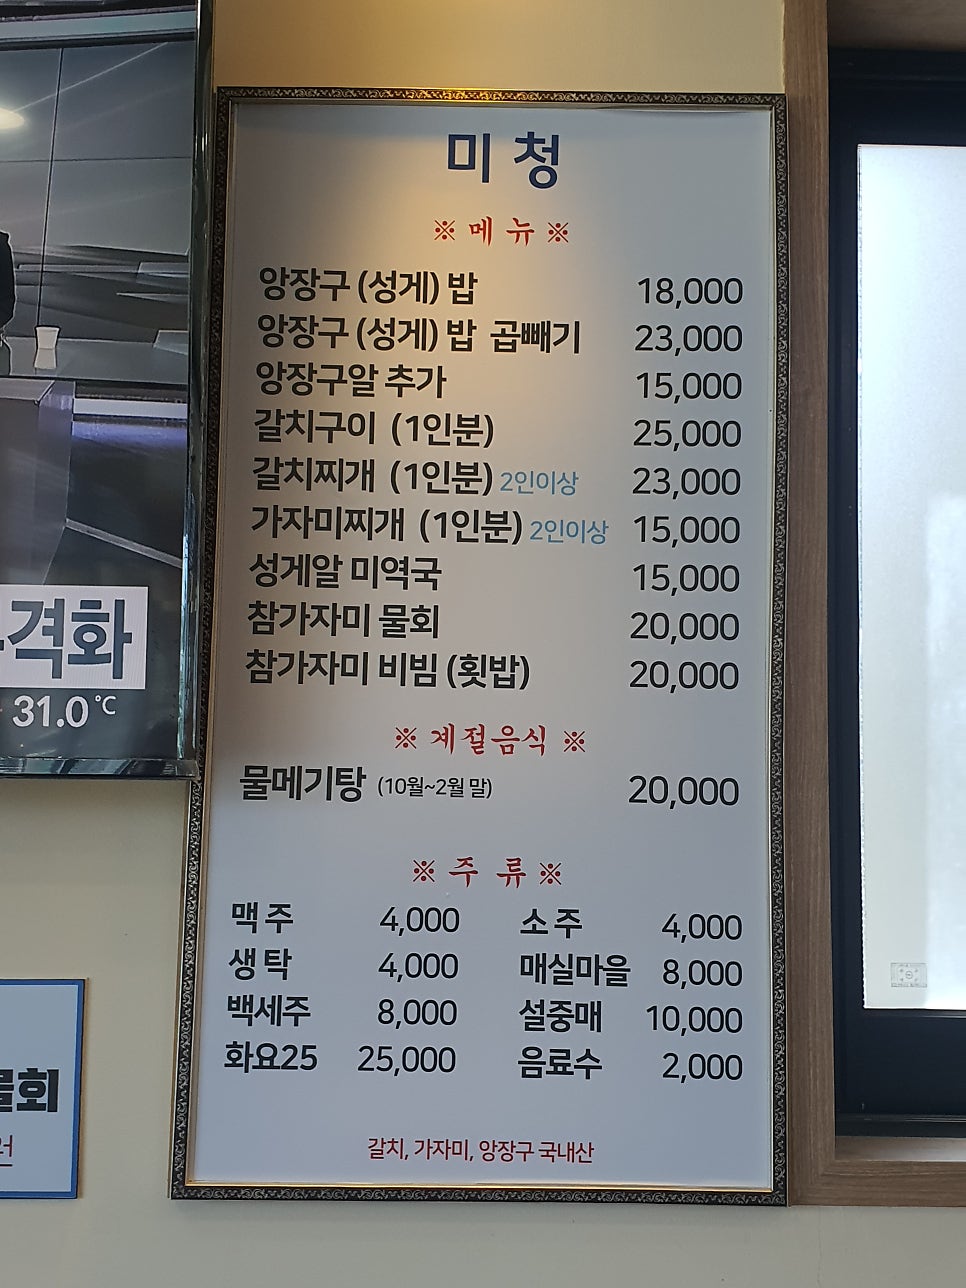 미청
※ 메뉴 ※
앙장구 (성게) 밥 18,000
앙장구 (성게) 밥 곱빼기 23,000
앙장구알 추가 15,000
갈치구이 (1인분) 25,000
갈치찌개 (1인분) 2인이상 23,000
가자미찌개 (1인분) 2인이상 15,000
성게알 미역국 15,000
참가자미 물회 20,000
참가자미 비빔 (횟밥) 20,000
※ 계절음식 ※
물메기탕 (10월~2월 말) 20,000
※ 주 류 ※
맥 주 4,000 소 주 4,000
생 탁 4,000 매실마을 8,000
백세주 8,000 설중매 10,000
화요25 25,000 음료수 2,000
갈치, 가자미, 앙장구 국내산
격화
31.0℃
물회